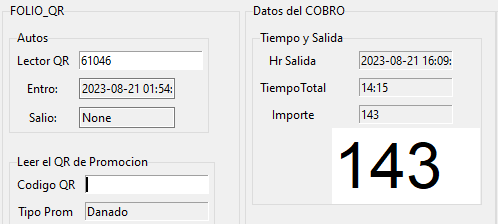 FOLIO_QR
Autos
Lector QR 61046
Entro: 2023-08-21 01:54:
Salio: None
Leer el QR de Promocion
Codigo QR
Tipo Prom Danado
Datos del COBRO
Tiempo y Salida
Hr Salida 2023-08-21 16:09:
TiempoTotal 14:15
Importe 143
143